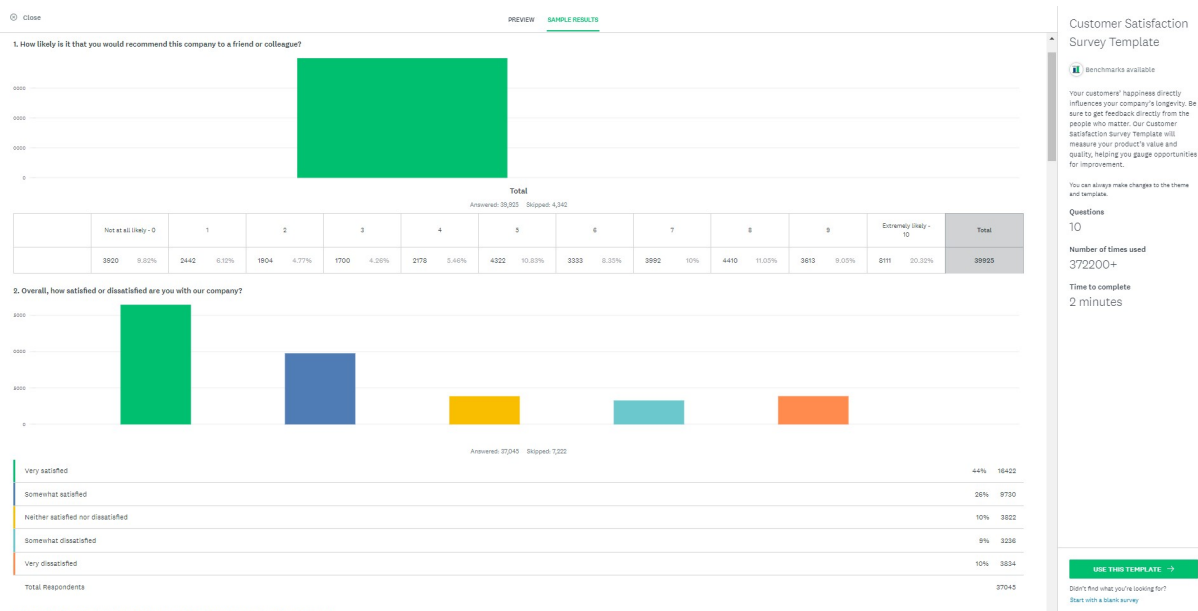 Close
PREVIEW SAMPLE RESULTS
1. How likely is it that you would recommend this company to a friend or colleague?
0000
0000
0000
0
Total
Answered: 39,925 Skipped: 4,342
Not at all likely - 0 1 2 3 4 5 6 7 8 9 Extremely likely - 10 Total
3920 9.82% 2442 6.12% 1904 4.77% 1700 4.26% 2178 5.46% 4322 10.83% 3333 8.35% 3992 10% 4410 11.05% 3613 9.05% 8111 20.32% 39925
2. Overall, how satisfied or dissatisfied are you with our company?
5000
0000
5000
0
Answered: 37,045 Skipped: 7,222
Very satisfied 44% 16422
Somewhat satisfied 26% 9730
Neither satisfied nor dissatisfied 10% 3822
Somewhat dissatisfied 9% 3236
Very dissatisfied 10% 3834
Total Respondents 37045
Customer Satisfaction
Survey Template
Benchmarks available
Your customers' happiness directly
influences your company's longevity. Be
sure to get feedback directly from the
people who matter. Our Customer
Satisfaction Survey Template will
measure your product's value and
quality, helping you gauge opportunities
for improvement.
You can always make changes to the theme
and template.
Questions
10
Number of times used
372200+
Time to complete
2 minutes
USE THIS TEMPLATE →
Didn't find what you're looking for?
Start with a blank survey